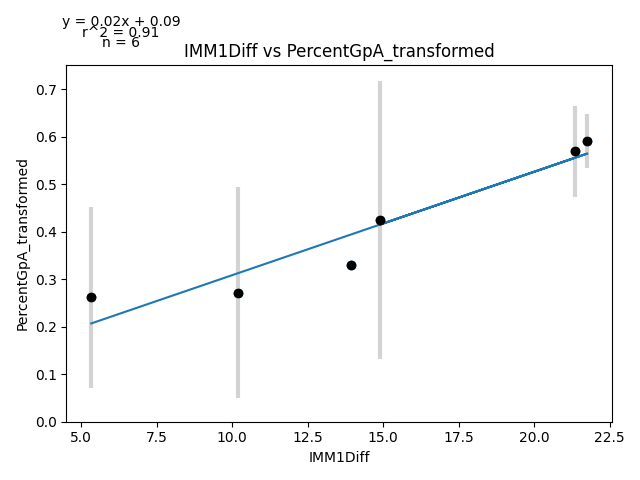 y = 0.02x + 0.09
r^2 = 0.91
n = 6
IMM1Diff vs PercentGpA_transformed
PercentGpA_transformed
0.7
0.6
0.5
0.4
0.3
0.2
0.1
0.0
5.0 7.5 10.0 12.5 15.0 17.5 20.0 22.5
IMM1Diff